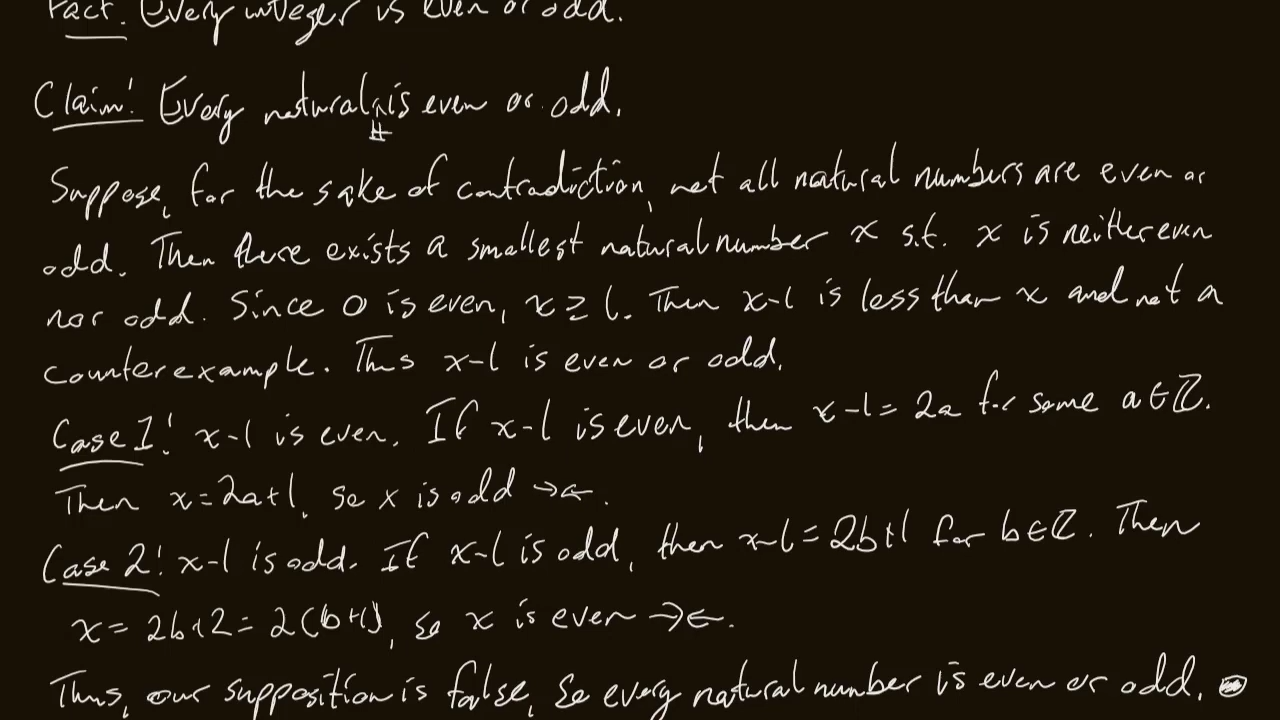 Fact. Every integer is even or odd.
Claim: Every natural # is even or odd.
Suppose, for the sake of contradiction, not all natural numbers are even or
odd. Then there exists a smallest natural number x s.t. x is neither even
nor odd. Since 0 is even, x ≥ 1. Then x-1 is less than x and not a
counterexample. Thus x-1 is even or odd.
Case 1: x-1 is even. If x-1 is even, then x-1 = 2a for some a ∈ ℤ.
Then x = 2a+1, so x is odd →←.
Case 2: x-1 is odd. If x-1 is odd, then x-1 = 2b+1 for b ∈ ℤ. Then
x = 2b+2 = 2(b+1), so x is even →←.
Thus, our supposition is false, so every natural number is even or odd.